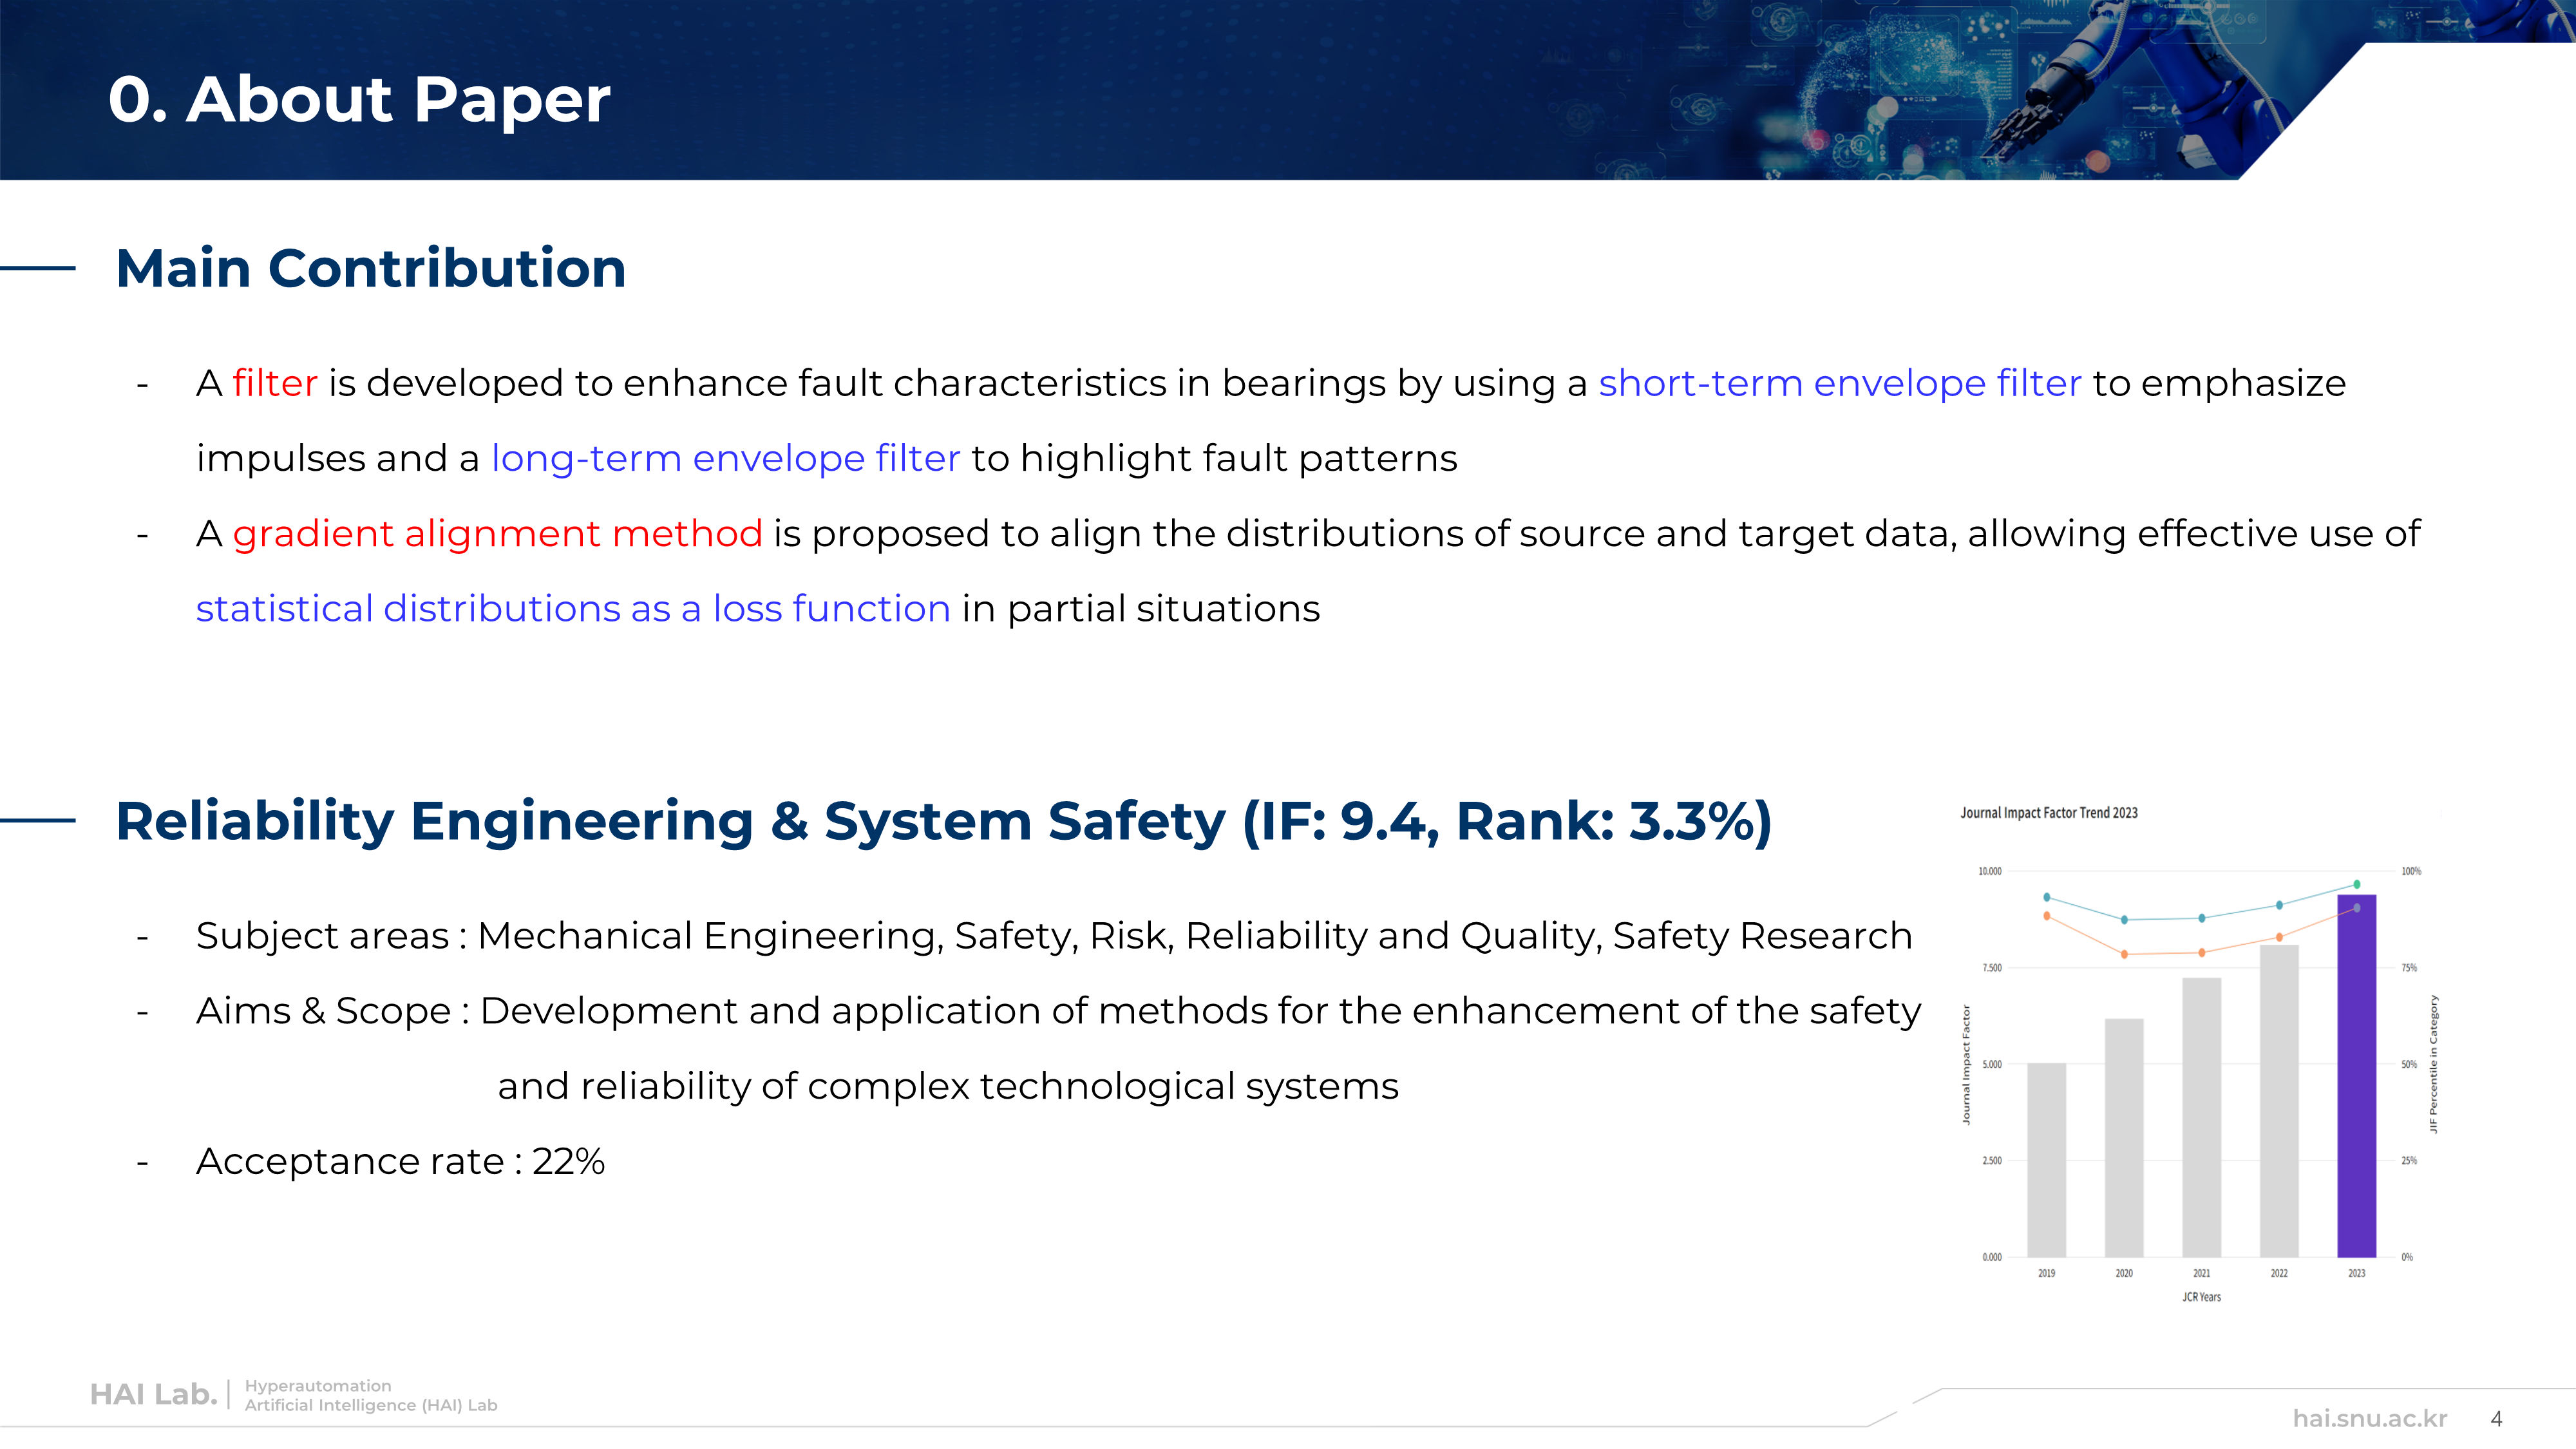 0. About Paper
Main Contribution
- A filter is developed to enhance fault characteristics in bearings by using a short-term envelope filter to emphasize
impulses and a long-term envelope filter to highlight fault patterns
- A gradient alignment method is proposed to align the distributions of source and target data, allowing effective use of
statistical distributions as a loss function in partial situations
Reliability Engineering & System Safety (IF: 9.4, Rank: 3.3%)
- Subject areas : Mechanical Engineering, Safety, Risk, Reliability and Quality, Safety Research
- Aims & Scope : Development and application of methods for the enhancement of the safety
and reliability of complex technological systems
- Acceptance rate : 22%
Journal Impact Factor Trend 2023
10.000
7.500
5.000
2.500
0.000
Journal Impact Factor
100%
75%
50%
25%
0%
JIF Percentile in Category
2019 2020 2021 2022 2023
JCR Years
HAI Lab.
Hyperautomation
Artificial Intelligence (HAI) Lab
hai.snu.ac.kr 4